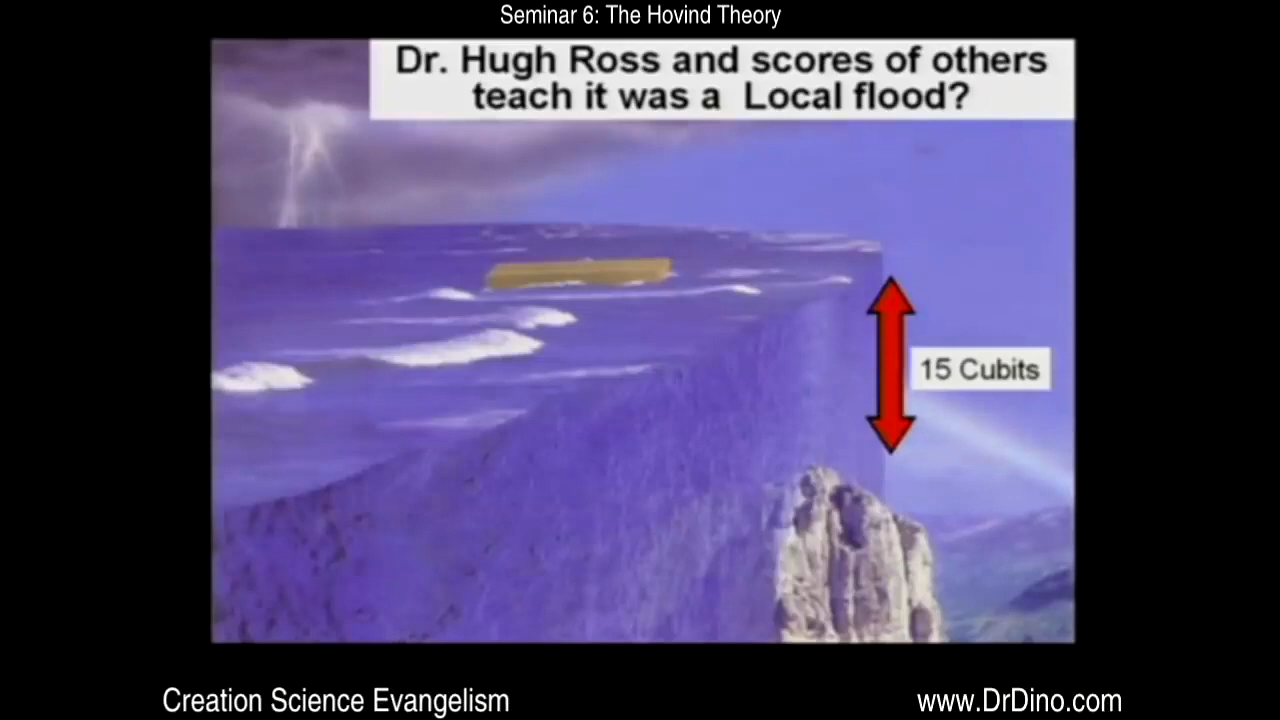 Seminar 6: The Hovind Theory
Dr. Hugh Ross and scores of others
teach it was a Local flood?
15 Cubits
Creation Science Evangelism
www.DrDino.com